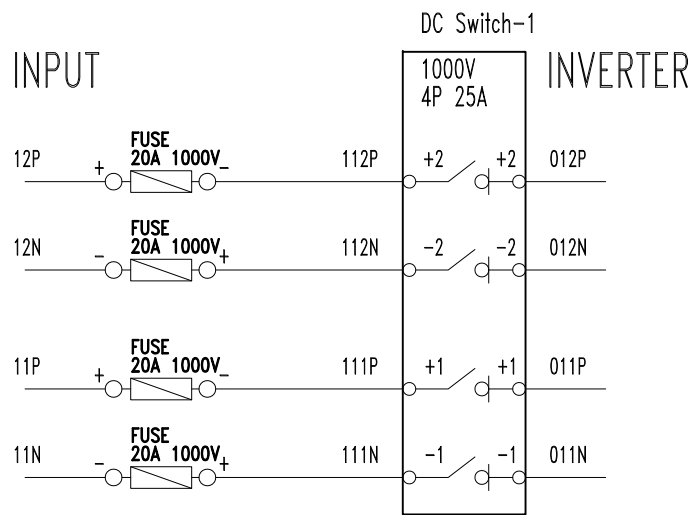 DC Switch-1
INPUT
1000V
4P 25A
INVERTER
FUSE
12P + 20A 1000V - 112P +2 +2 012P
FUSE
12N - 20A 1000V + 112N -2 -2 012N
FUSE
11P + 20A 1000V - 111P +1 +1 011P
FUSE
11N - 20A 1000V + 111N -1 -1 011N